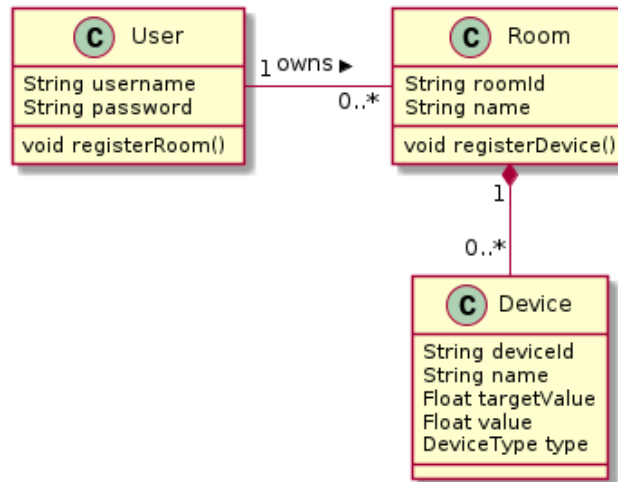 C User
String username
String password
void registerRoom()
1 owns ▶
0..*
C Room
String roomId
String name
void registerDevice()
1
0..*
C Device
String deviceId
String name
Float targetValue
Float value
DeviceType type